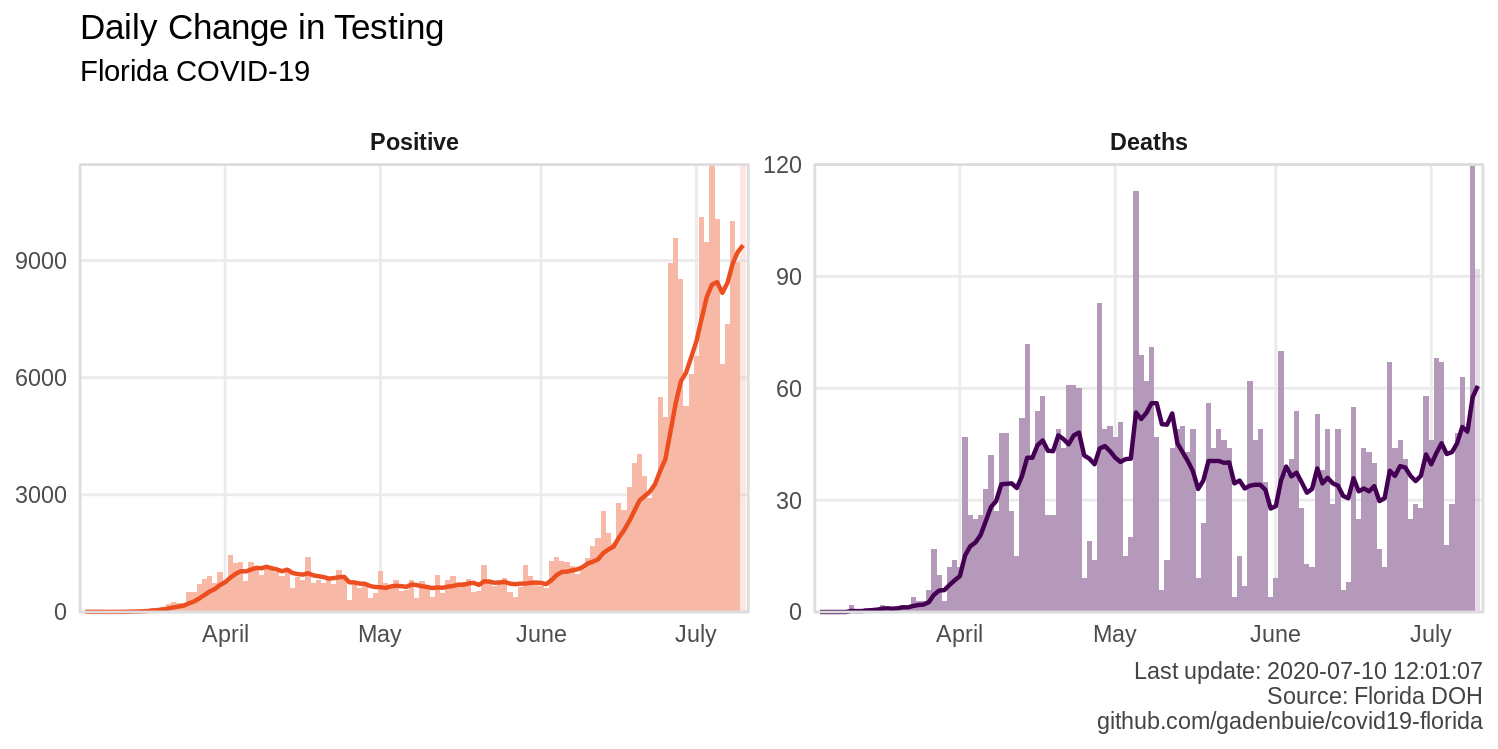 Daily Change in Testing
Florida COVID-19
Positive
Deaths
9000
6000
3000
0
April May June July
120
90
60
30
0
April May June July
Last update: 2020-07-10 12:01:07
Source: Florida DOH
github.com/gadenbuie/covid19-florida